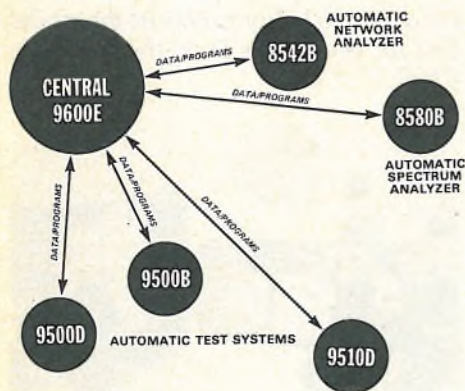 AUTOMATIC
NETWORK
ANALYZER
8542B
DATA/PROGRAMS
CENTRAL
9600E
DATA/PROGRAMS
8580B
AUTOMATIC
SPECTRUM
ANALYZER
DATA/PROGRAMS
DATA/PROGRAMS
DATA/PROGRAMS
9500B
9500D
AUTOMATIC TEST SYSTEMS
9510D